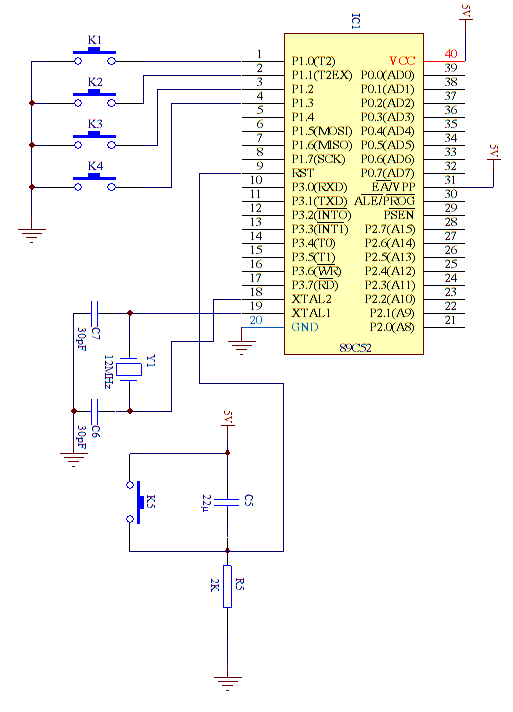 IC1
5V
K1
1 P1.0(T2) VCC 40
2 P1.1(T2EX) P0.0(AD0) 39
K2
3 P1.2 P0.1(AD1) 38
4 P1.3 P0.2(AD2) 37
5 P1.4 P0.3(AD3) 36
K3
6 P1.5(MOSI) P0.4(AD4) 35
7 P1.6(MISO) P0.5(AD5) 34
8 P1.7(SCK) P0.6(AD6) 33
5V
K4
9 RST P0.7(AD7) 32
10 P3.0(RXD) EA/VPP 31
11 P3.1(TXD) ALE/PROG 30
12 P3.2(INT0) PSEN 29
13 P3.3(INT1) P2.7(A15) 28
14 P3.4(T0) P2.6(A14) 27
15 P3.5(T1) P2.5(A13) 26
16 P3.6(WR) P2.4(A12) 25
17 P3.7(RD) P2.3(A11) 24
18 XTAL2 P2.2(A10) 23
19 XTAL1 P2.1(A9) 22
20 GND P2.0(A8) 21
89C52
C7
30pF
Y1
12MHz
C6
30pF
5V
K5
C5
22μ
R5
2K